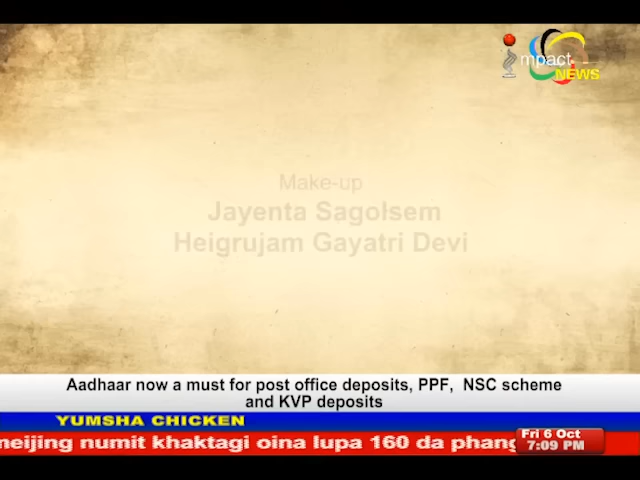 impact
NEWS
Make-up
Jayenta Sagolsem
Heigrujam Gayatri Devi
Aadhaar now a must for post office deposits, PPF, NSC scheme
and KVP deposits
YUMSHA CHICKEN
meijing numit khaktagi oina lupa 160 da phang
Fri 6 Oct
7:09 PM